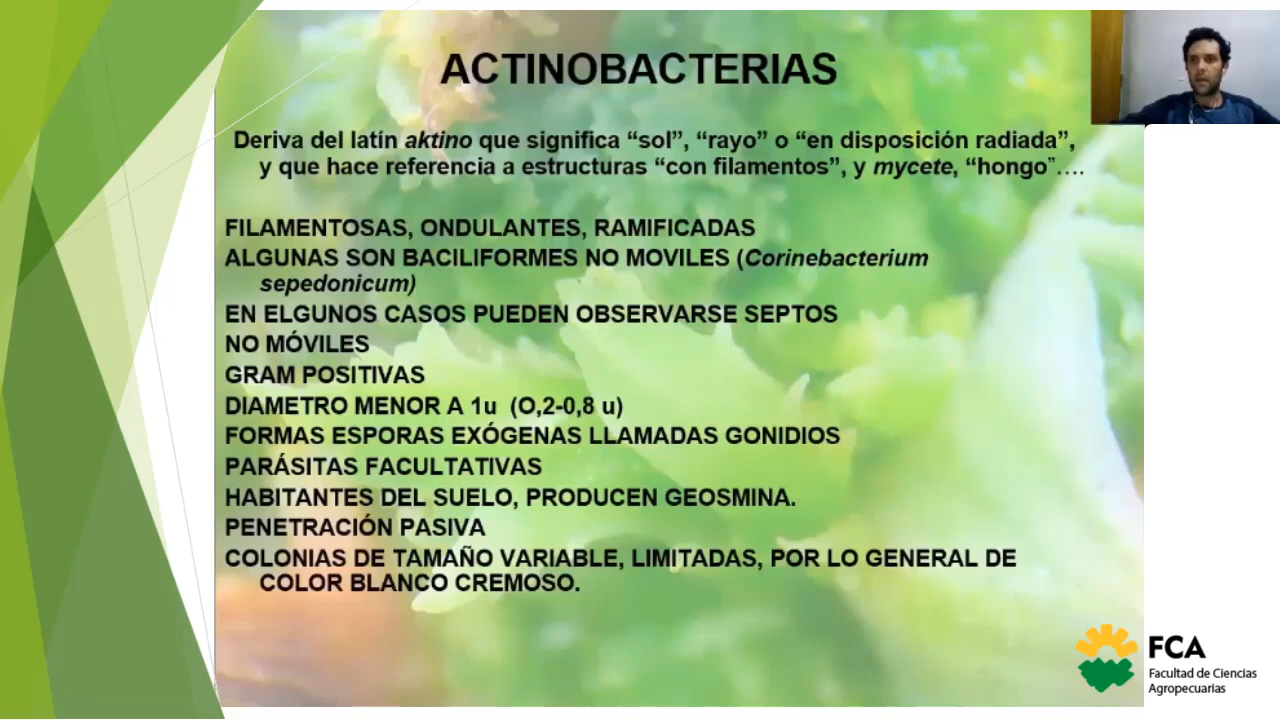 ACTINOBACTERIAS
Deriva del latín aktino que significa “sol”, “rayo” o “en disposición radiada”,
y que hace referencia a estructuras “con filamentos”, y mycete, “hongo”….
FILAMENTOSAS, ONDULANTES, RAMIFICADAS
ALGUNAS SON BACILIFORMES NO MOVILES (Corinebacterium
sepedonicum)
EN ELGUNOS CASOS PUEDEN OBSERVARSE SEPTOS
NO MÓVILES
GRAM POSITIVAS
DIAMETRO MENOR A 1u (O,2-0,8 u)
FORMAS ESPORAS EXÓGENAS LLAMADAS GONIDIOS
PARÁSITAS FACULTATIVAS
HABITANTES DEL SUELO, PRODUCEN GEOSMINA.
PENETRACIÓN PASIVA
COLONIAS DE TAMAÑO VARIABLE, LIMITADAS, POR LO GENERAL DE
COLOR BLANCO CREMOSO.
FCA
Facultad de Ciencias
Agropecuarias